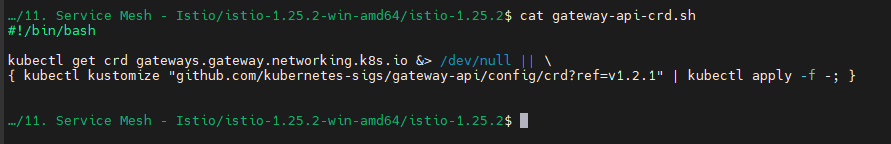 …/11. Service Mesh - Istio/istio-1.25.2-win-amd64/istio-1.25.2$ cat gateway-api-crd.sh
#!/bin/bash
kubectl get crd gateways.gateway.networking.k8s.io &> /dev/null || \
{ kubectl kustomize "github.com/kubernetes-sigs/gateway-api/config/crd?ref=v1.2.1" | kubectl apply -f -; }
…/11. Service Mesh - Istio/istio-1.25.2-win-amd64/istio-1.25.2$